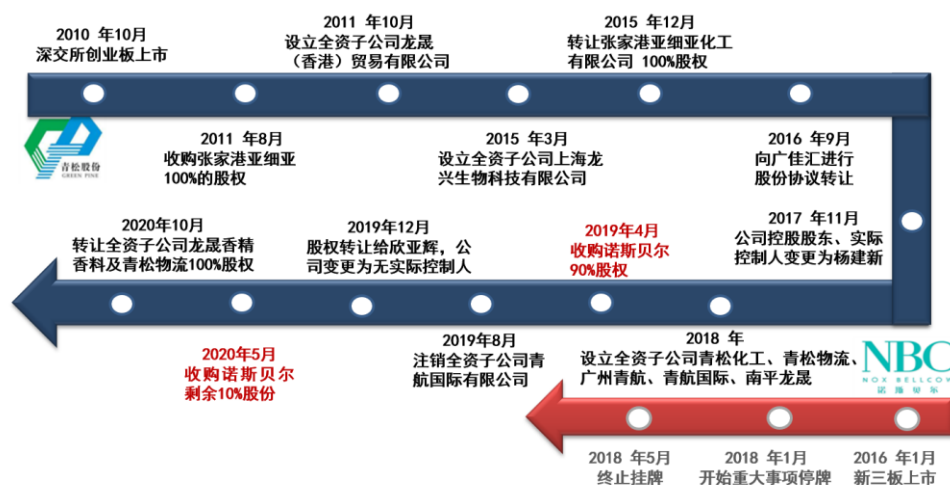 2010 年10月
深交所创业板上市
2011 年10月
设立全资子公司龙晟
（香港）贸易有限公司
2015 年12月
转让张家港亚细亚化工
有限公司 100%股权
青松股份
GREEN PINE
2011 年8月
收购张家港亚细亚
100%的股权
2015 年3月
设立全资子公司上海龙
兴生物科技有限公司
2016 年9月
向广佳汇进行
股份协议转让
2020年10月
转让全资子公司龙晟香精
香料及青松物流100%股权
2019年12月
股权转让给欣亚辉，公
司变更为无实际控制人
2019年4月
收购诺斯贝尔
90%股权
2017 年11月
公司控股股东、实际
控制人变更为杨建新
2020年5月
收购诺斯贝尔
剩余10%股份
2019年8月
注销全资子公司青
航国际有限公司
2018 年
设立全资子公司青松化工、青松物流、
广州青航、青航国际、南平龙晟
NBC
NOX BELLCOW
诺斯贝尔
2018 年5月
终止挂牌
2018 年1月
开始重大事项停牌
2016 年1月
新三板上市